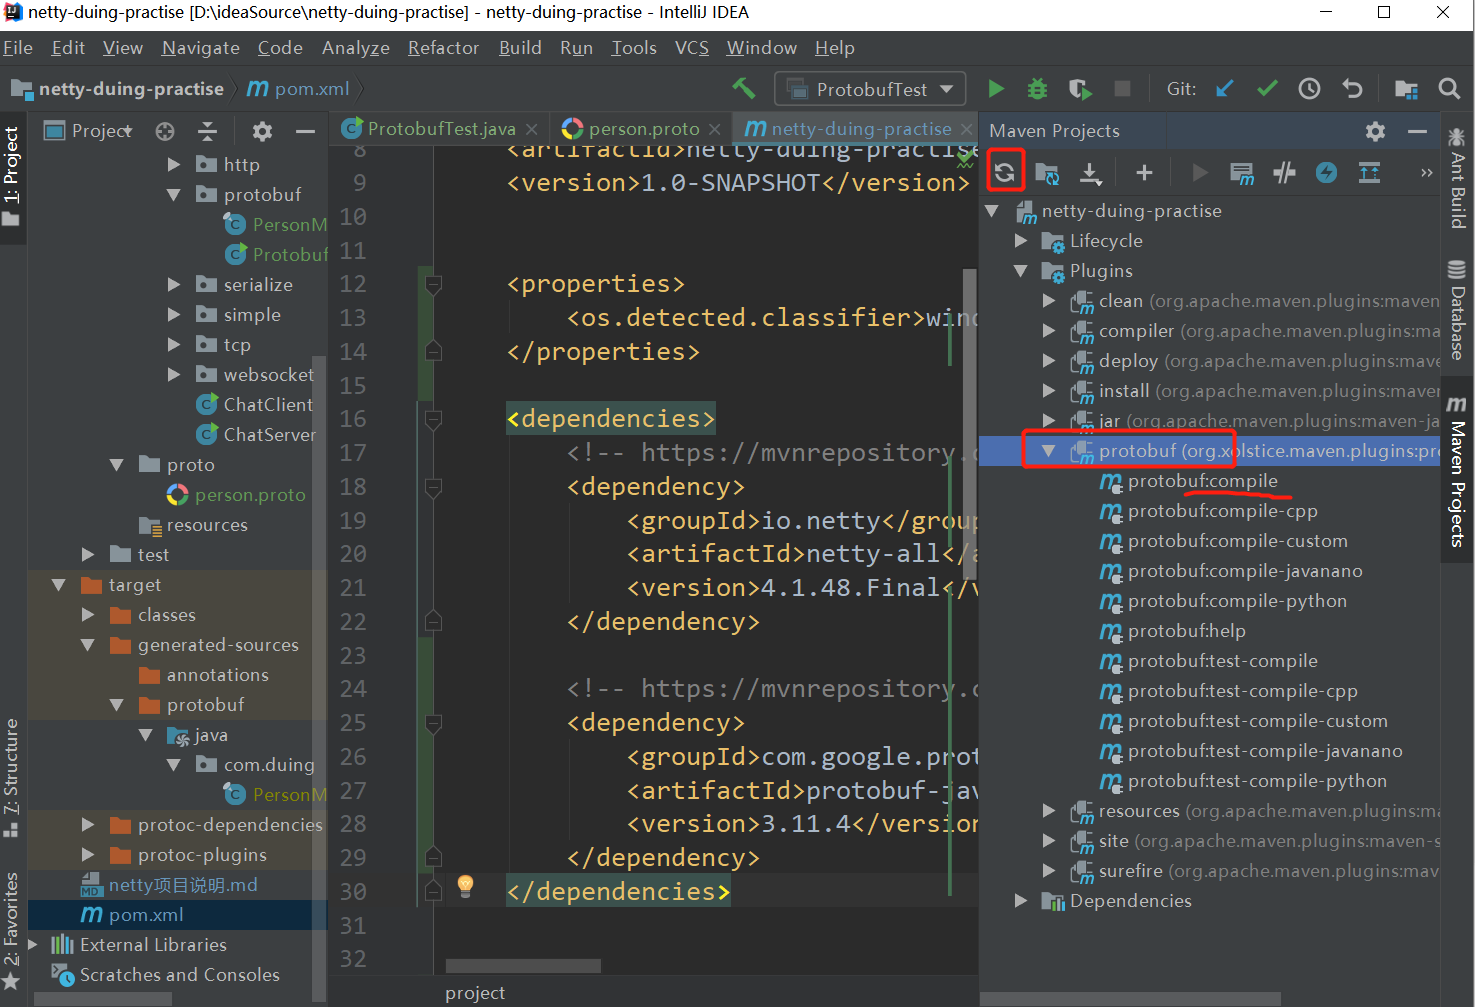 netty-duing-practise [D:\ideaSource\netty-duing-practise] - netty-duing-practise - IntelliJ IDEA
File Edit View Navigate Code Analyze Refactor Build Run Tools VCS Window Help
netty-duing-practise pom.xml ProtobufTest Git:
1: Project
7: Structure
2: Favorites
Project
http
protobuf
PersonM
Protobuf
serialize
simple
tcp
websocket
ChatClient
ChatServer
proto
person.proto
resources
test
target
classes
generated-sources
annotations
protobuf
java
com.duing
PersonM
protoc-dependencies
protoc-plugins
netty项目说明.md
pom.xml
External Libraries
Scratches and Consoles
ProtobufTest.java person.proto netty-duing-practise
8 <artifactId>netty-duing-practise
9 <version>1.0-SNAPSHOT</version>
10
11
12 <properties>
13 <os.detected.classifier>wind
14 </properties>
15
16 <dependencies>
17 <!-- https://mvnrepository.c
18 <dependency>
19 <groupId>io.netty</group
20 <artifactId>netty-all</a
21 <version>4.1.48.Final</v
22 </dependency>
23
24 <!-- https://mvnrepository.c
25 <dependency>
26 <groupId>com.google.prot
27 <artifactId>protobuf-jav
28 <version>3.11.4</version
29 </dependency>
30 </dependencies>
31
32
project
Maven Projects
netty-duing-practise
Lifecycle
Plugins
clean (org.apache.maven.plugins:maven
compiler (org.apache.maven.plugins:ma
deploy (org.apache.maven.plugins:mave
install (org.apache.maven.plugins:maven
jar (org.apache.maven.plugins:maven-ja
protobuf (org.xolstice.maven.plugins:pro
protobuf:compile
protobuf:compile-cpp
protobuf:compile-custom
protobuf:compile-javanano
protobuf:compile-python
protobuf:help
protobuf:test-compile
protobuf:test-compile-cpp
protobuf:test-compile-custom
protobuf:test-compile-javanano
protobuf:test-compile-python
resources (org.apache.maven.plugins:ma
site (org.apache.maven.plugins:maven-s
surefire (org.apache.maven.plugins:mav
Dependencies
Ant Build
Database
Maven Projects